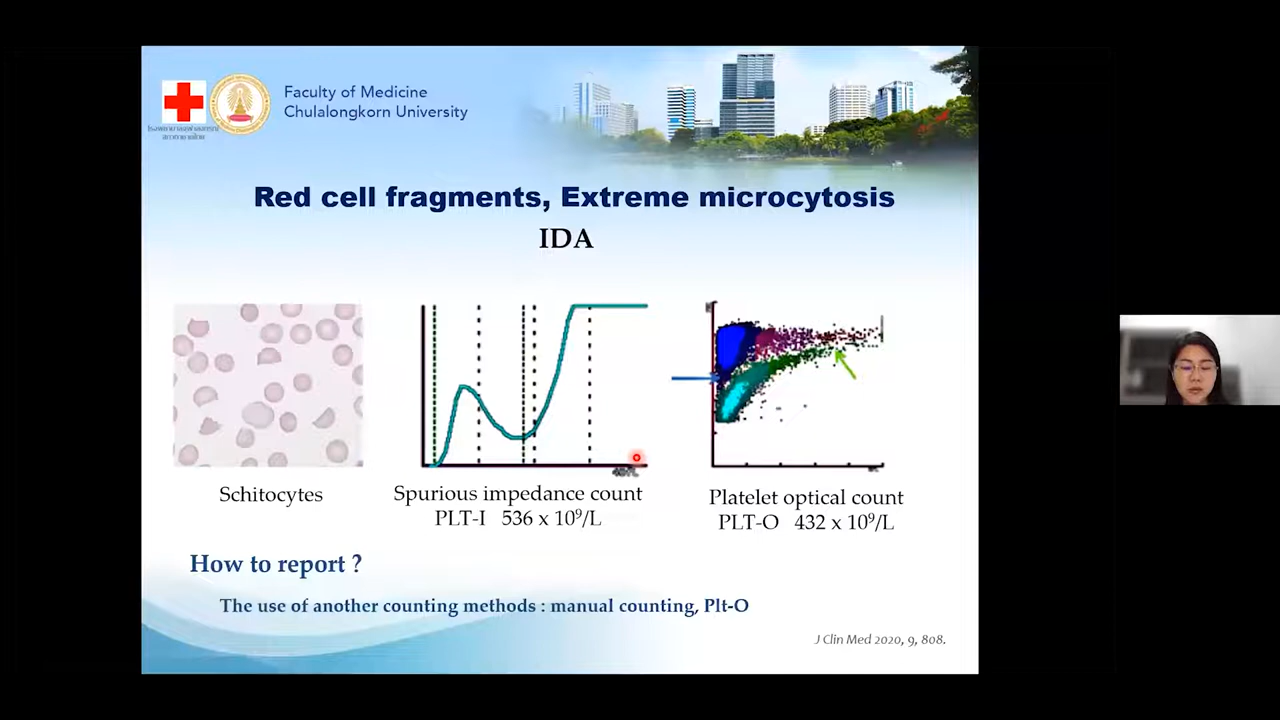 Faculty of Medicine
Chulalongkorn University
Red cell fragments, Extreme microcytosis
IDA
Schitocytes
Spurious impedance count
PLT-I 536 x 10⁹/L
Platelet optical count
PLT-O 432 x 10⁹/L
How to report ?
The use of another counting methods : manual counting, Plt-O
J Clin Med 2020, 9, 808.